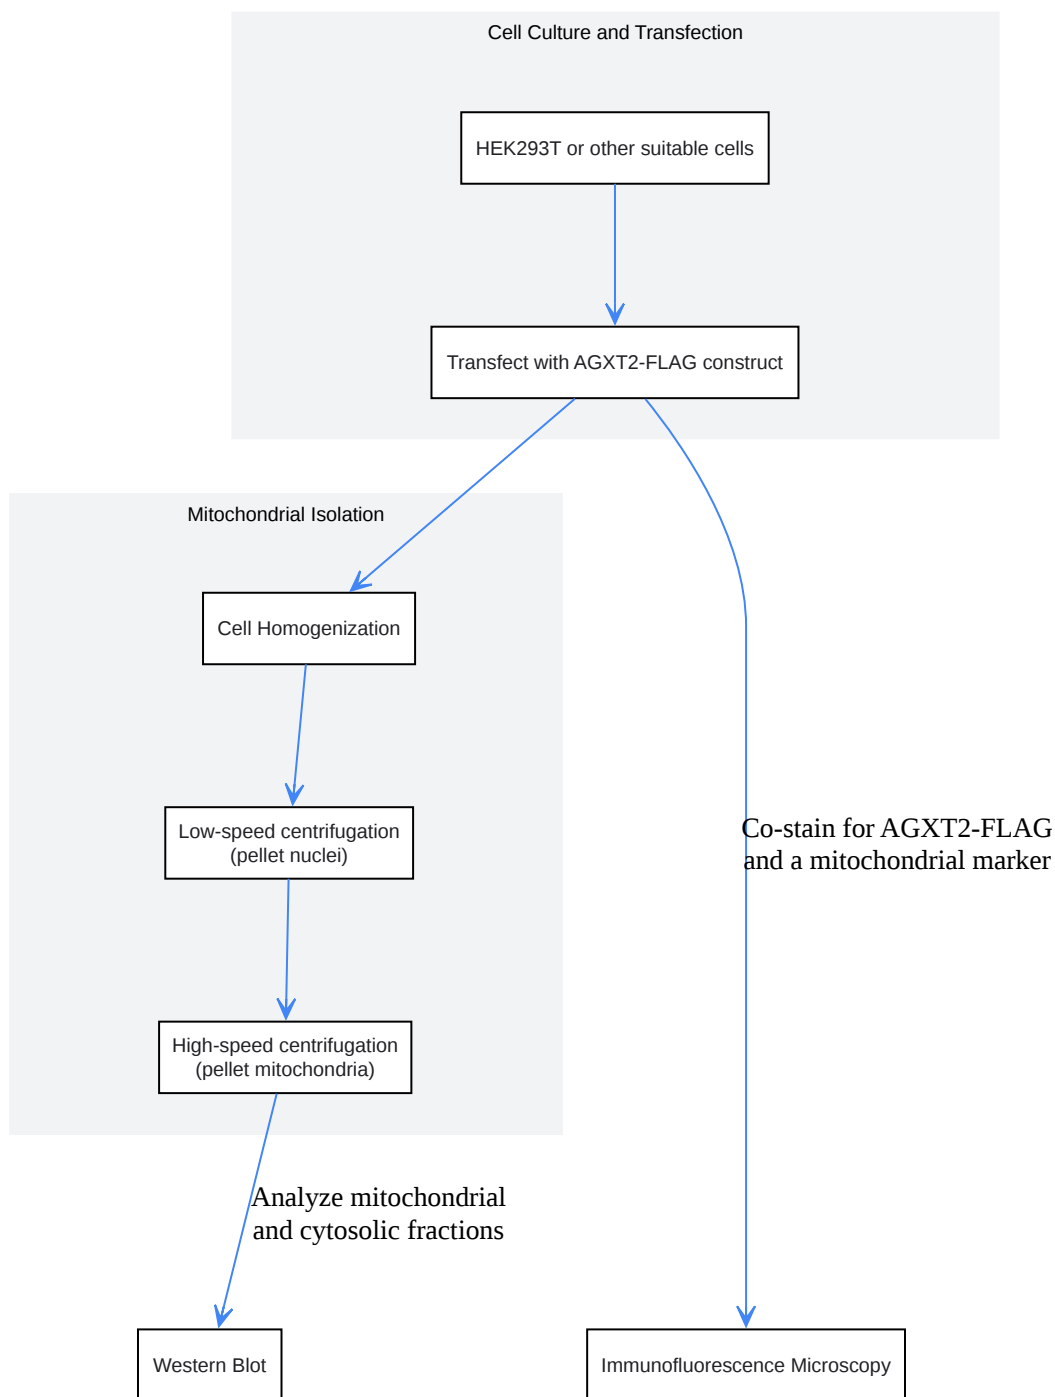 Cell Culture and Transfection
HEK293T or other suitable cells
Transfect with AGXT2-FLAG construct
Mitochondrial Isolation
Cell Homogenization
Low-speed centrifugation
(pellet nuclei)
Co-stain for AGXT2-FLAG
and a mitochondrial marker
High-speed centrifugation
(pellet mitochondria)
Analyze mitochondrial
and cytosolic fractions
Western Blot
Immunofluorescence Microscopy